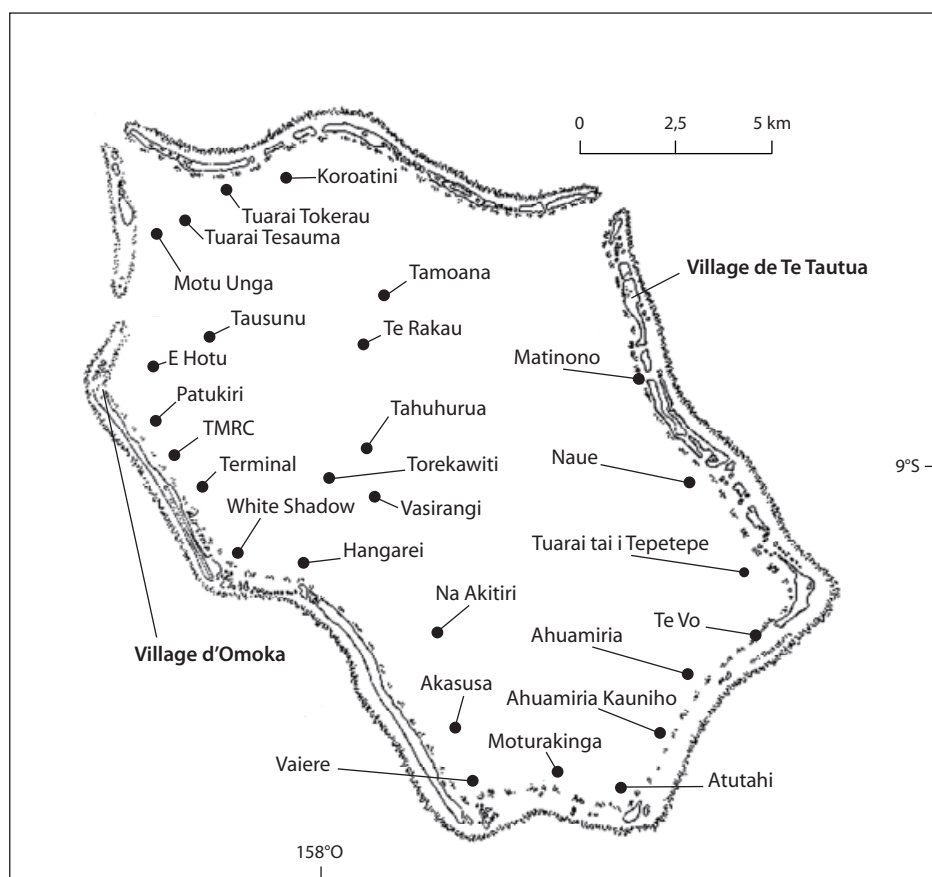 0 2,5 5 km
Koroatini
Tuarai Tokerau
Tuarai Tesauma
Village de Te Tautua
Motu Unga
Tamoana
Tausunu
Te Rakau
E Hotu
Matinono
Patukiri
TMRC
Tahuhurua
Terminal
Torekawiti
Naue
9°S
White Shadow
Vasirangi
Hangarei
Tuarai tai i Tepetepe
Na Akitiri
Te Vo
Ahuamiria
Village d'Omoka
Akasusa
Ahuamiria Kauniho
Moturakinga
Vaiere
Atutahi
158°O